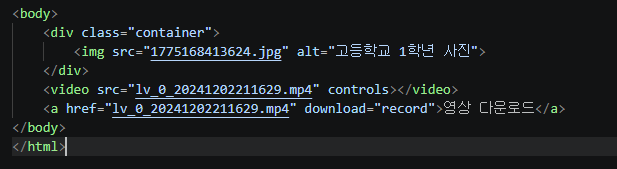 <body>
<div class="container">
<img src="1775168413624.jpg" alt="고등학교 1학년 사진">
</div>
<video src="lv_0_20241202211629.mp4" controls></video>
<a href="lv_0_20241202211629.mp4" download="record">영상 다운로드</a>
</body>
</html>